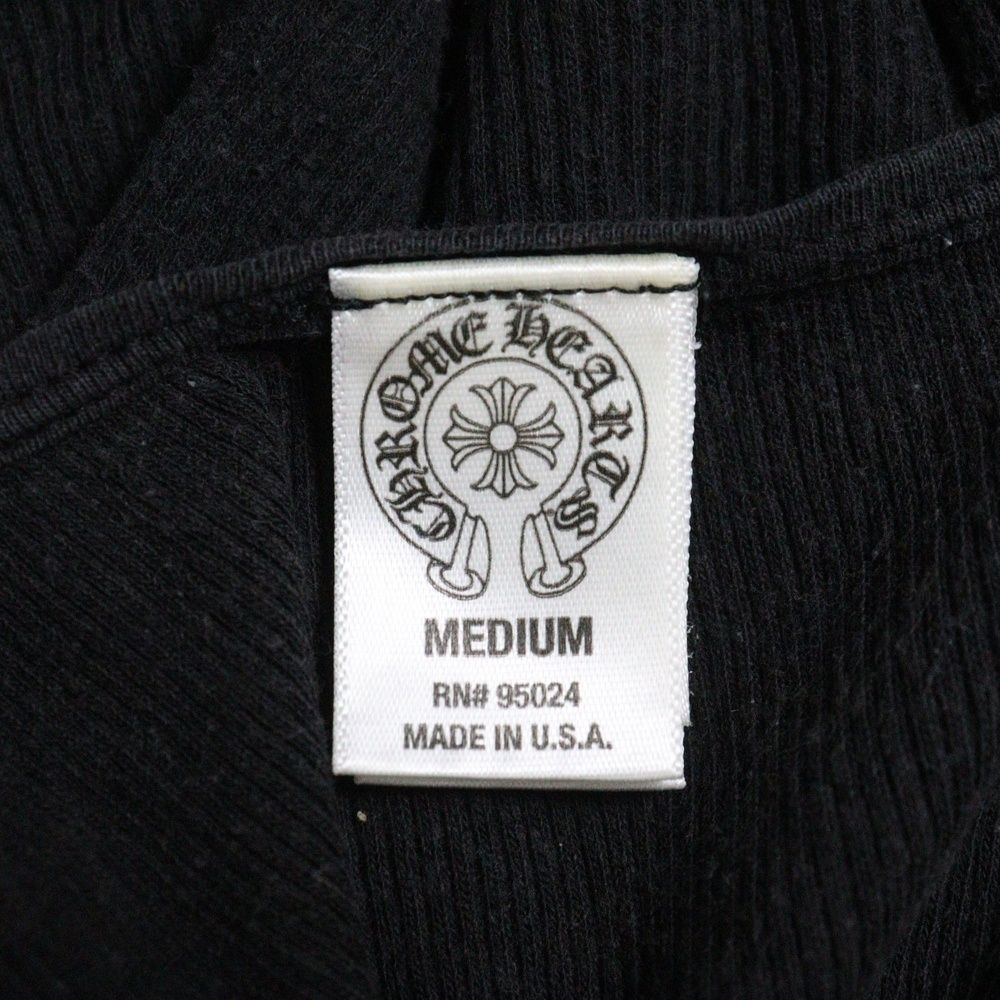 CHROME HEARTS
MEDIUM
RN# 95024
MADE IN U.S.A.